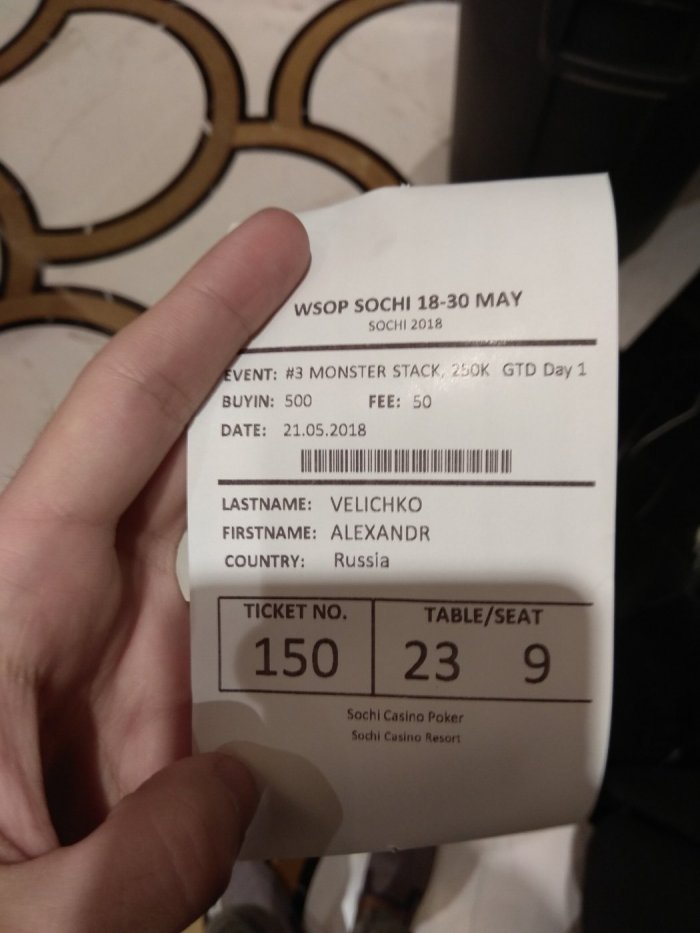 WSOP SOCHI 18-30 MAY
SOCHI 2018
EVENT: #3 MONSTER STACK, 250K GTD Day 1
BUYIN: 500 FEE: 50
DATE: 21.05.2018
LASTNAME: VELICHKO
FIRSTNAME: ALEXANDR
COUNTRY: Russia
TICKET NO. TABLE/SEAT
150 23 9
Sochi Casino Poker
Sochi Casino Resort